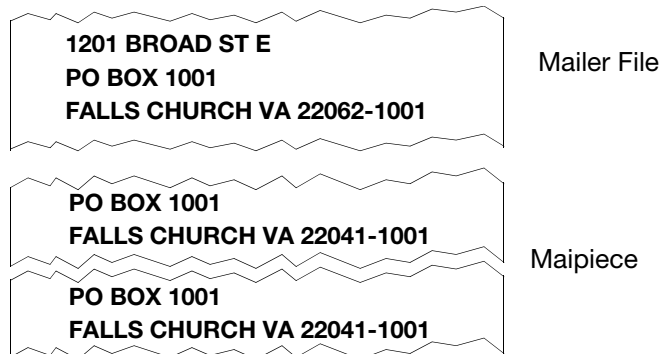 1201 BROAD ST E
PO BOX 1001
FALLS CHURCH VA 22062-1001
Mailer File
PO BOX 1001
FALLS CHURCH VA 22041-1001
Maipiece
PO BOX 1001
FALLS CHURCH VA 22041-1001